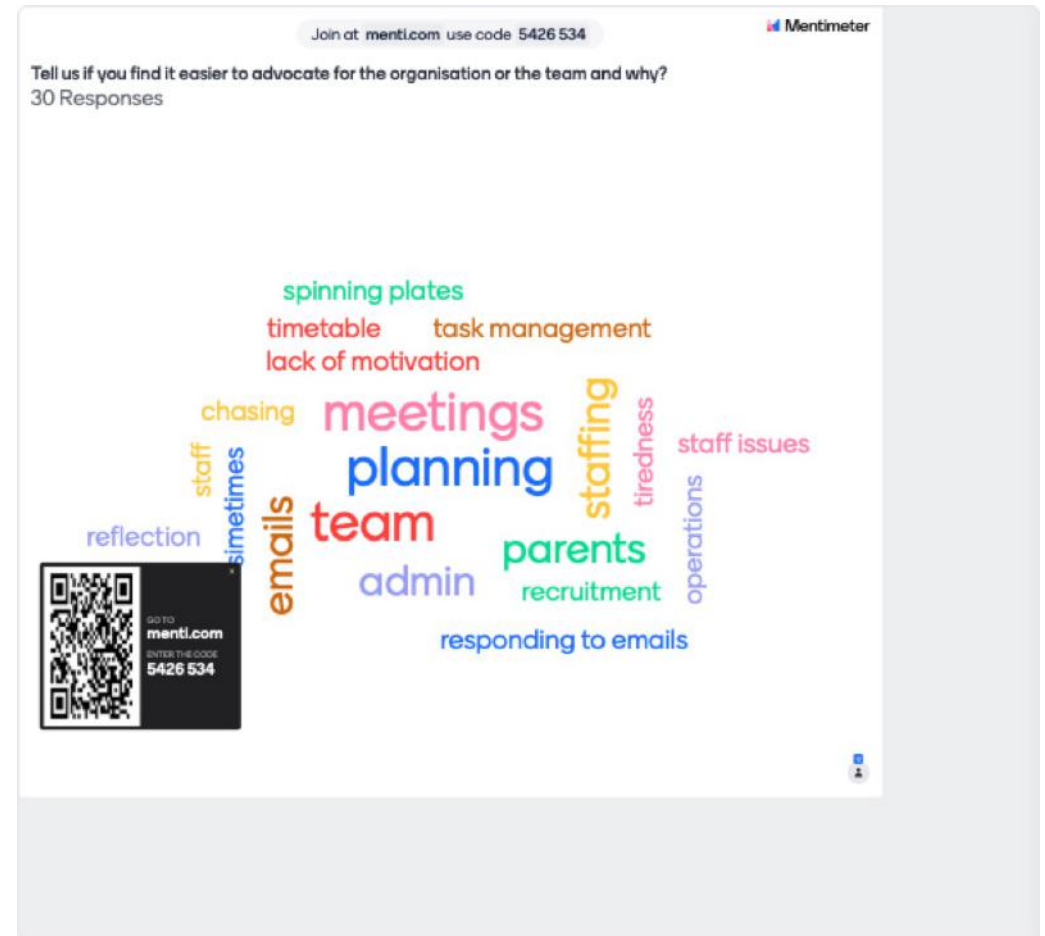 Join at menti.com use code 5426 534
Mentimeter
Tell us if you find it easier to advocate for the organisation or the team and why?
30 Responses
spinning plates
timetable
task management
lack of motivation
chasing
meetings
staffing
tiredness
staff issues
staff
simetimes
planning
operations
reflection
emails
team
parents
admin
recruitment
responding to emails
GO TO
menti.com
ENTER THE CODE
5426 534